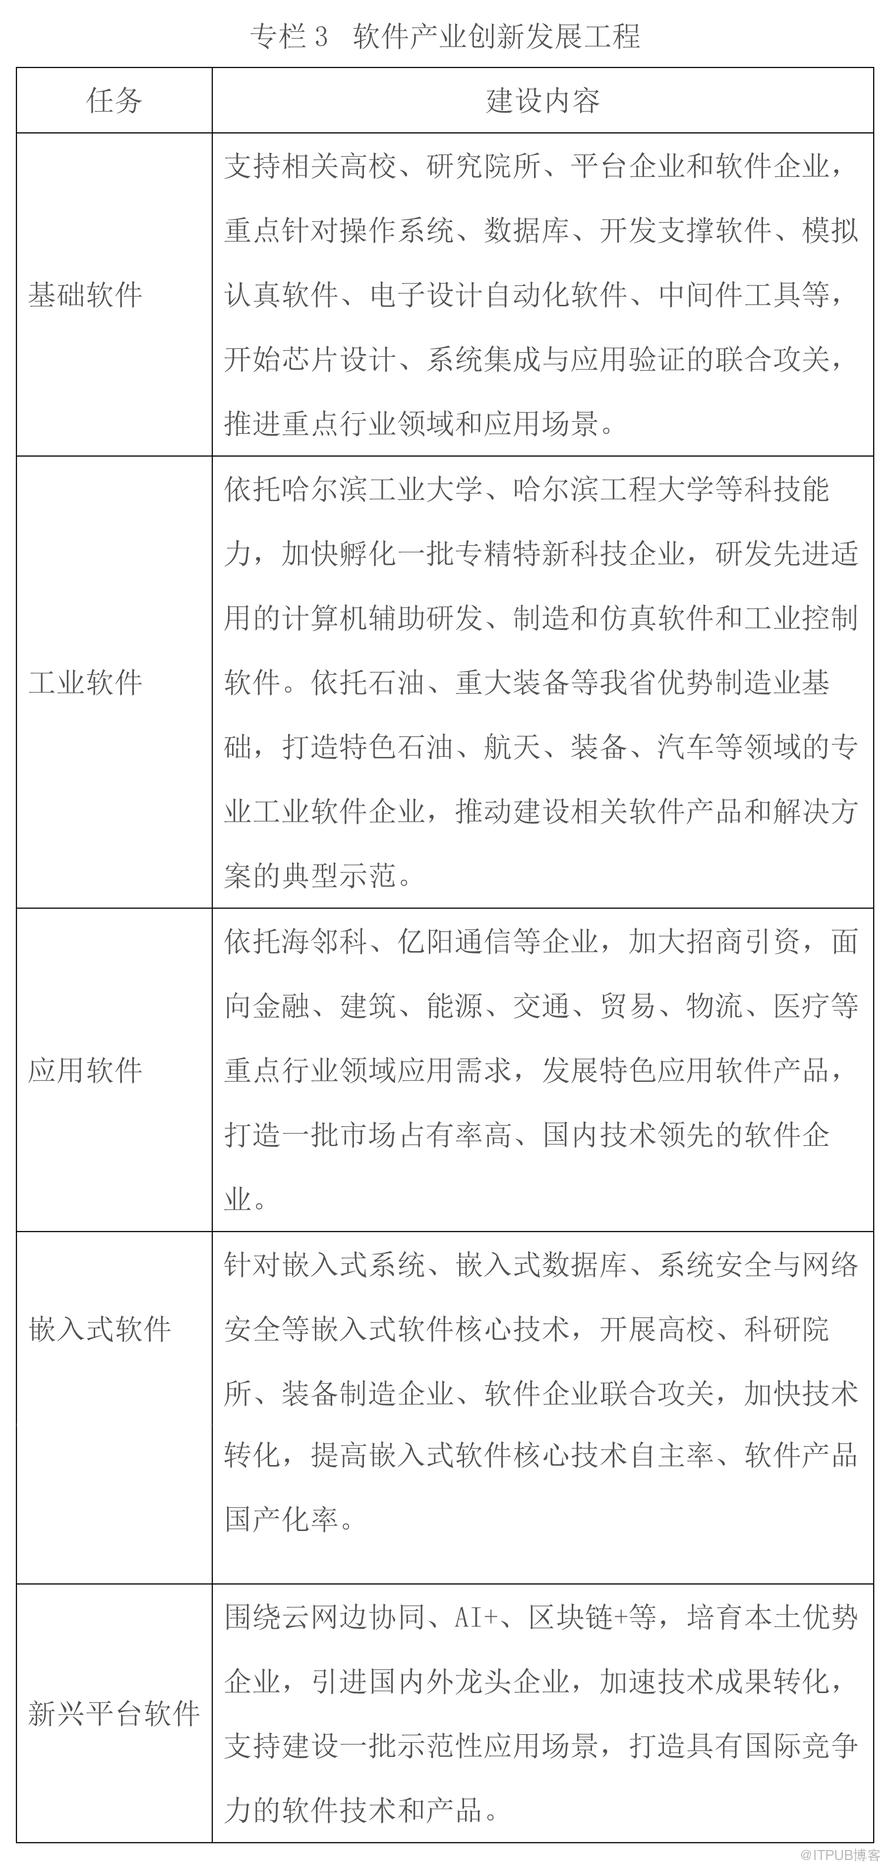 专栏 3 软件产业创新发展工程
任务
建设内容
基础软件
支持相关高校、研究院所、平台企业和软件企业，
重点针对操作系统、数据库、开发支撑软件、模拟
认真软件、电子设计自动化软件、中间件工具等，
开始芯片设计、系统集成与应用验证的联合攻关，
推进重点行业领域和应用场景。
工业软件
依托哈尔滨工业大学、哈尔滨工程大学等科技能
力，加快孵化一批专精特新科技企业，研发先进适
用的计算机辅助研发、制造和仿真软件和工业控制
软件。依托石油、重大装备等我省优势制造业基
础，打造特色石油、航天、装备、汽车等领域的专
业工业软件企业，推动建设相关软件产品和解决方
案的典型示范。
应用软件
依托海邻科、亿阳通信等企业，加大招商引资，面
向金融、建筑、能源、交通、贸易、物流、医疗等
重点行业领域应用需求，发展特色应用软件产品，
打造一批市场占有率高、国内技术领先的软件企
业。
嵌入式软件
针对嵌入式系统、嵌入式数据库、系统安全与网络
安全等嵌入式软件核心技术，开展高校、科研院
所、装备制造企业、软件企业联合攻关，加快技术
转化，提高嵌入式软件核心技术自主率、软件产品
国产化率。
新兴平台软件
围绕云网边协同、AI+、区块链+等，培育本土优势
企业，引进国内外龙头企业，加速技术成果转化，
支持建设一批示范性应用场景，打造具有国际竞争
力的软件技术和产品。
@ITPUB博客